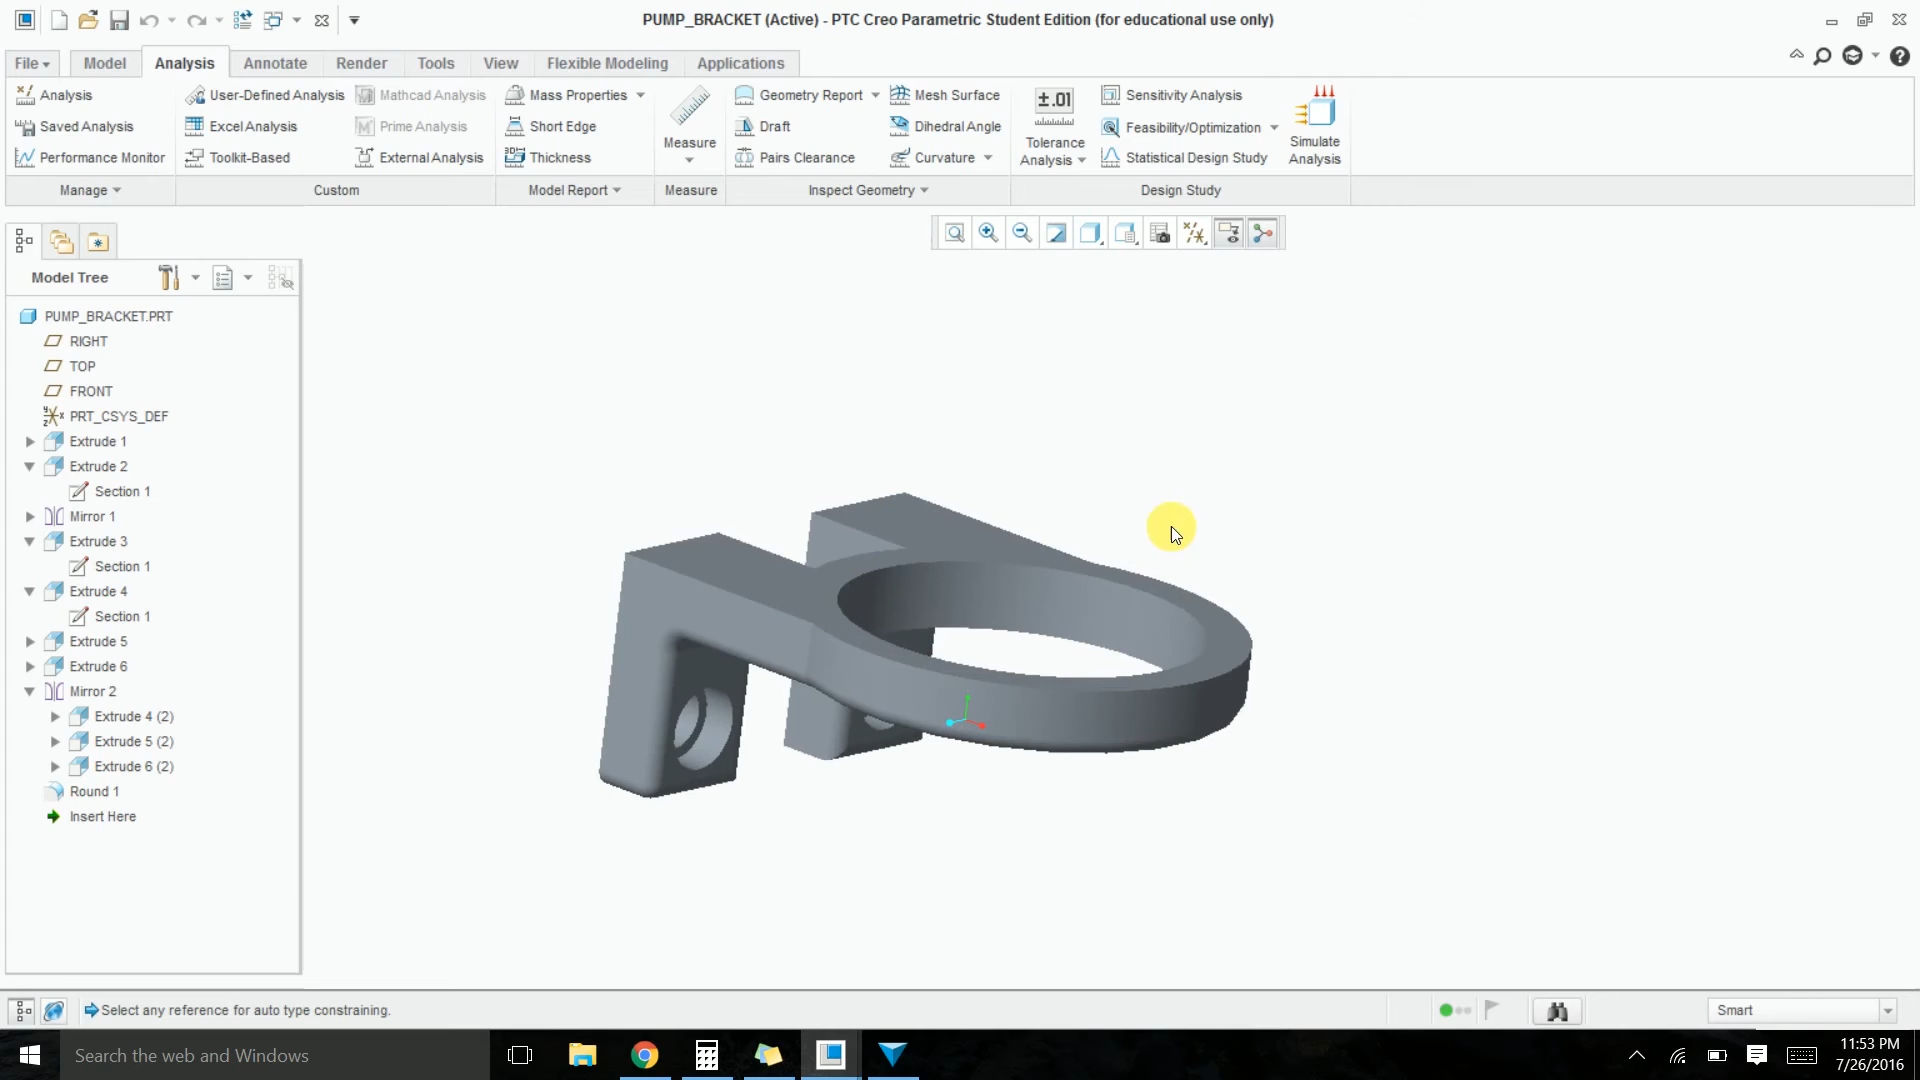 PUMP_BRACKET (Active) - PTC Creo Parametric Student Edition (for educational use only)
File Model Analysis Annotate Render Tools View Flexible Modeling Applications
Analysis User-Defined Analysis Mathcad Analysis Mass Properties Geometry Report Mesh Surface ±.01 Sensitivity Analysis
Saved Analysis Excel Analysis Prime Analysis Short Edge Measure Draft Dihedral Angle Tolerance Analysis Feasibility/Optimization Simulate Analysis
Performance Monitor Toolkit-Based External Analysis Thickness Pairs Clearance Curvature Statistical Design Study
Manage Custom Model Report Measure Inspect Geometry Design Study
Model Tree
PUMP_BRACKET.PRT
RIGHT
TOP
FRONT
PRT_CSYS_DEF
Extrude 1
Extrude 2
Section 1
Mirror 1
Extrude 3
Section 1
Extrude 4
Section 1
Extrude 5
Extrude 6
Mirror 2
Extrude 4 (2)
Extrude 5 (2)
Extrude 6 (2)
Round 1
Insert Here
Select any reference for auto type constraining.
Smart
Search the web and Windows
11:53 PM
7/26/2016